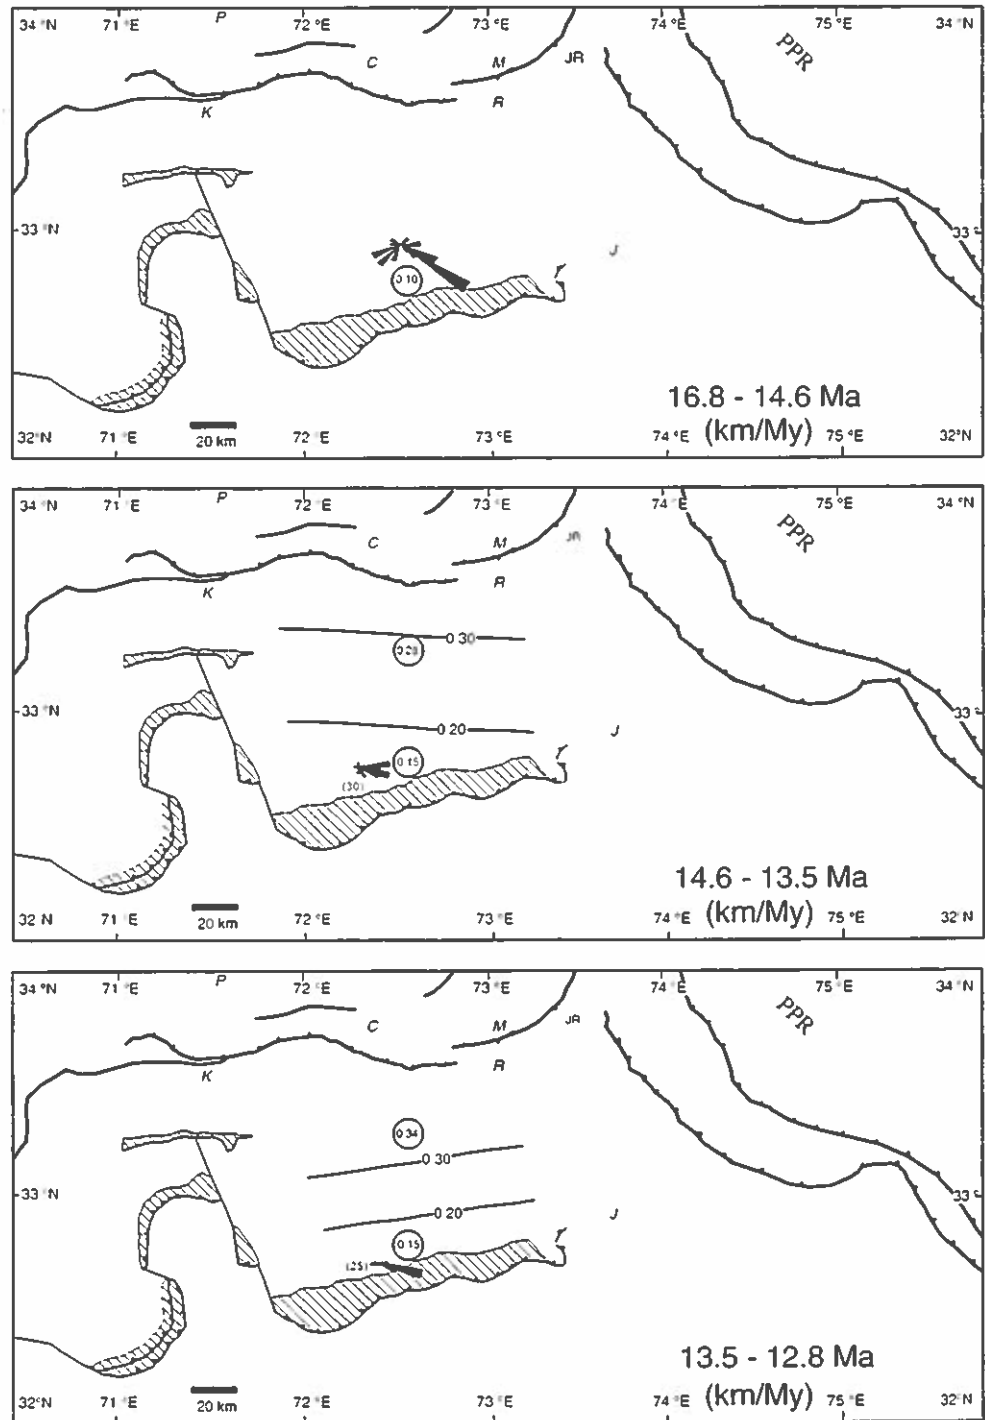 34 °N 71 °E P 72 °E 73 °E 74 °E 75 °E 34 °N
C M JR PPR
K R
33 °N 33
J
0.10
16.8 - 14.6 Ma
32°N 71 °E 20 km 72 °E 73 °E 74 °E (km/My) 75 °E 32°N
34 °N 71 °E P 72 °E 73 °E 74 °E 75 °E 34 °N
C M JR PPR
K R
0 30
33 °N 33 °
0 20 J
0.15
(30)
14.6 - 13.5 Ma
32 N 71 °E 20 km 72 °E 73 °E 74 °E (km/My) 75 °E 32°N
34 °N 71 °E P 72 °E 73 °E 74 °E 75 °E 34 °N
C M JR PPR
K R
0.34
0 30
33 °N 33 °
0 20 J
0.15
(25)
13.5 - 12.8 Ma
32°N 71 °E 20 km 72 °E 73 °E 74 °E (km/My) 75 °E 32°N